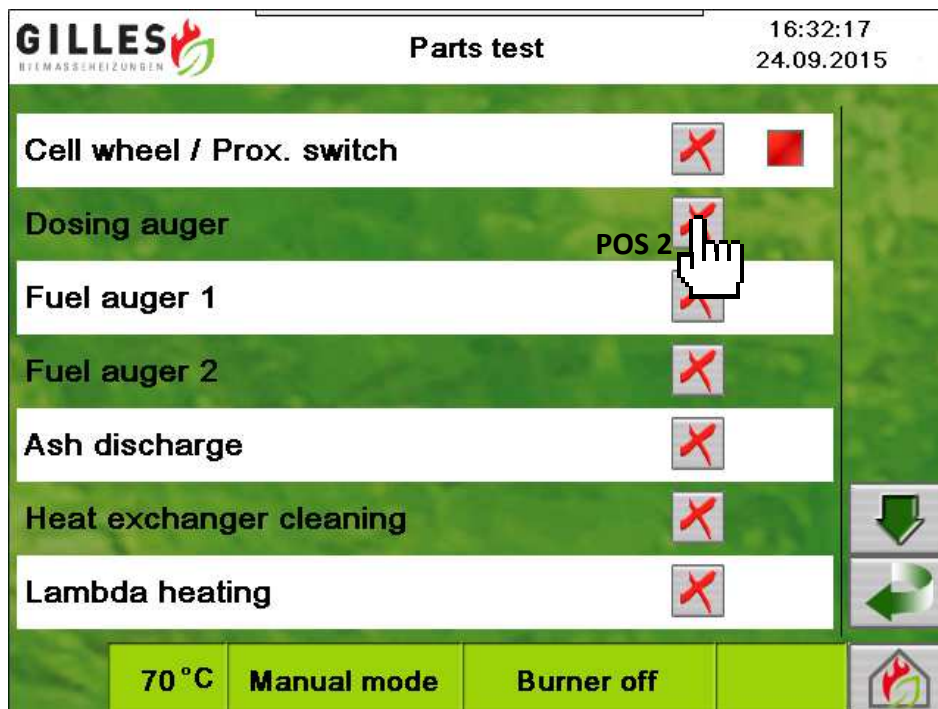 GILLES
BIEMASSEHEIZUNGEN
Parts test
16:32:17
24.09.2015
Cell wheel / Prox. switch
Dosing auger
POS 2
Fuel auger 1
Fuel auger 2
Ash discharge
Heat exchanger cleaning
Lambda heating
70°C Manual mode Burner off